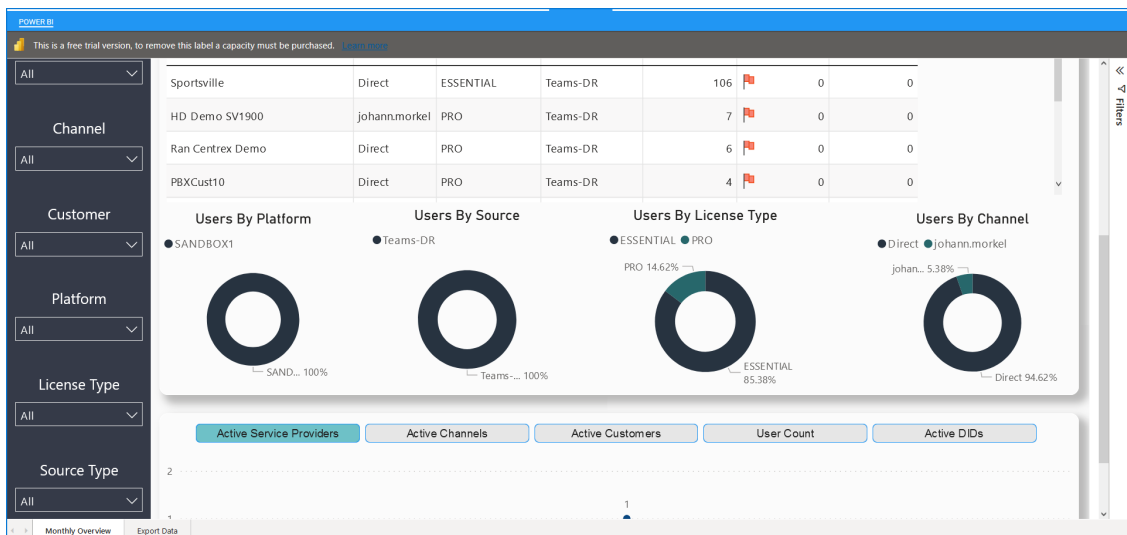 POWER BI
This is a free trial version, to remove this label a capacity must be purchased. Learn more
All
Channel
All
Customer
All
Platform
All
License Type
All
Source Type
All
Sportsville Direct ESSENTIAL Teams-DR 106 0 0
HD Demo SV1900 johann.morkel PRO Teams-DR 7 0 0
Ran Centrex Demo Direct PRO Teams-DR 6 0 0
PBXCust10 Direct PRO Teams-DR 4 0 0
Users By Platform
SANDBOX1
SAND... 100%
Users By Source
Teams-DR
Teams-... 100%
Users By License Type
ESSENTIAL PRO
PRO 14.62%
ESSENTIAL
85.38%
Users By Channel
Direct johann.morkel
johan... 5.38%
Direct 94.62%
Active Service Providers Active Channels Active Customers User Count Active DIDs
2
1
1
Filters
Monthly Overview Export Data